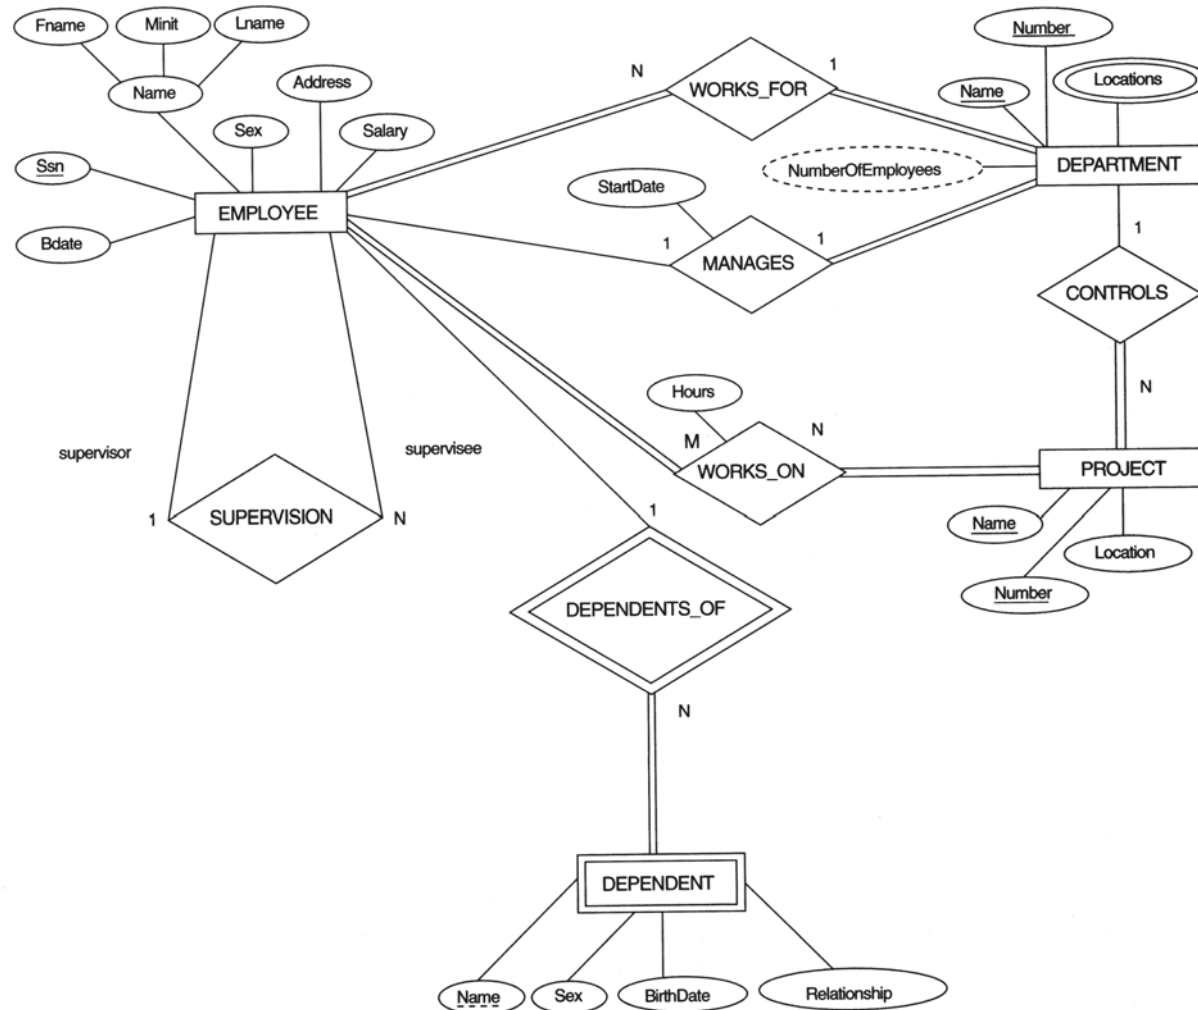 Fname
Minit
Lname
Number
Name
Address
N
WORKS_FOR
1
Name
Locations
Sex
Salary
Ssn
NumberOfEmployees
DEPARTMENT
StartDate
EMPLOYEE
Bdate
1
MANAGES
1
1
CONTROLS
Hours
N
M
N
supervisor
supervisee
WORKS_ON
PROJECT
1
SUPERVISION
N
1
Name
Location
Number
DEPENDENTS_OF
N
DEPENDENT
Name
Sex
BirthDate
Relationship